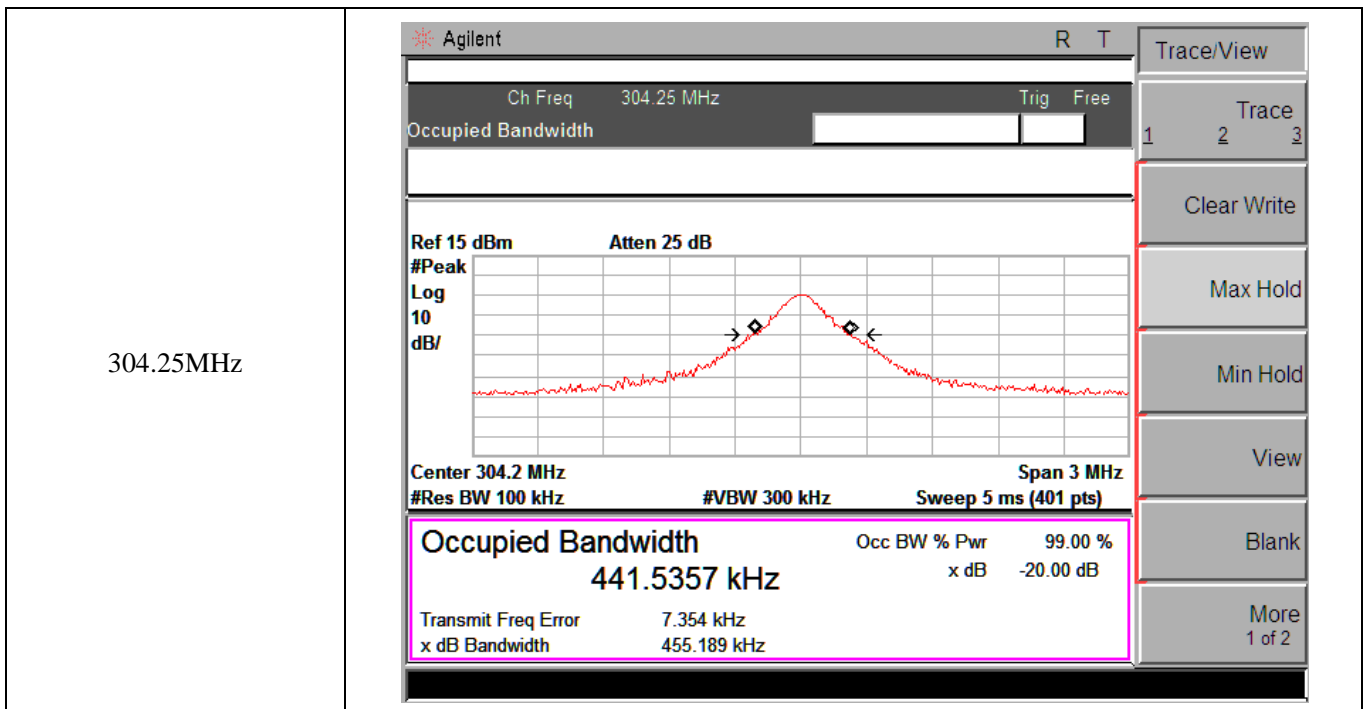 304.25MHz
Agilent
R T
Ch Freq 304.25 MHz Trig Free
Occupied Bandwidth
Ref 15 dBm Atten 25 dB
#Peak
Log
10
dB/
Center 304.2 MHz Span 3 MHz
#Res BW 100 kHz #VBW 300 kHz Sweep 5 ms (401 pts)
Occupied Bandwidth
441.5357 kHz
Occ BW % Pwr 99.00 %
x dB -20.00 dB
Transmit Freq Error 7.354 kHz
x dB Bandwidth 455.189 kHz
Trace/View
Trace
1 2 3
Clear Write
Max Hold
Min Hold
View
Blank
More
1 of 2